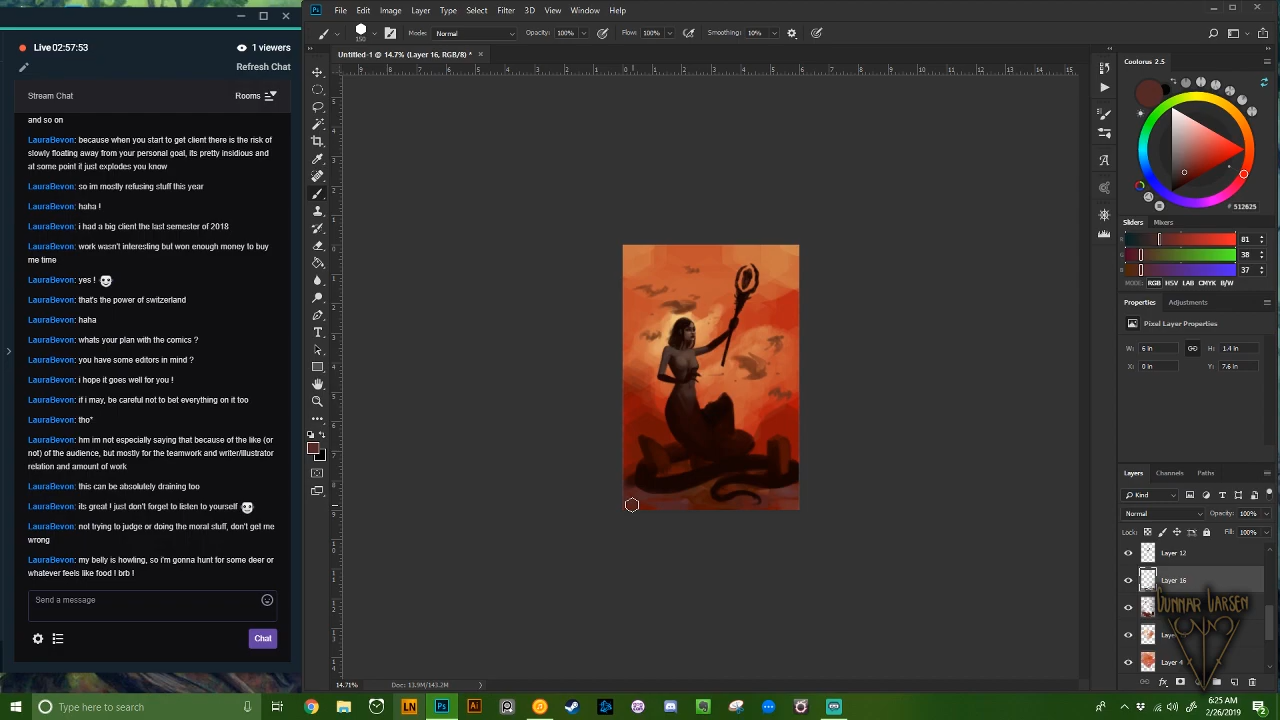 Live 02:57:53
1 viewers
Refresh Chat
Stream Chat
Rooms
and so on
LauraBevon: because when you start to get client there is the risk of
slowly floating away from your personal goal, its pretty insidious and
at some point it just explodes you know
LauraBevon: so im mostly refusing stuff this year
LauraBevon: haha !
LauraBevon: i had a big client the last semester of 2018
LauraBevon: work wasn't interesting but won enough money to buy
me time
LauraBevon: yes !
LauraBevon: that's the power of switzerland
LauraBevon: haha
LauraBevon: whats your plan with the comics ?
LauraBevon: you have some editors in mind ?
LauraBevon: i hope it goes well for you !
LauraBevon: if i may, be careful not to bet everything on it too
LauraBevon: tho*
LauraBevon: hm im not especially saying that because of the like (or
not) of the audience, but mostly for the teamwork and writer/illustrator
relation and amount of work
LauraBevon: this can be absolutely draining too
LauraBevon: its great ! just don't forget to listen to yourself
LauraBevon: not trying to judge or doing the moral stuff, don't get me
wrong
LauraBevon: my belly is howling, so i'm gonna hunt for some deer or
whatever feels like food ! brb !
Send a message
Chat
Ps File Edit Image Layer Type Select Filter 3D View Window Help
150 Mode: Normal Opacity: 100% Flow: 100% Smoothing: 10%
Untitled-1 @ 14.7% (Layer 16, RGB/8) *
14.71% Doc: 13.9M/143.2M
Coolorus 2.5
# 512625
Sliders Mixers
R 81
G 38
B 37
MODE: RGB HSV LAB CMYK B/W
Properties Adjustments
Pixel Layer Properties
W: 6 in H: 1.4 in
X: 0 in Y: 7.6 in
Layers Channels Paths
Kind
Normal Opacity: 100%
Lock: Fill: 100%
Layer 12
Layer 16
Layer 4
GUNNAR LARSEN
Type here to search
LN Ps Ai
6:25 AM
2/26/2019